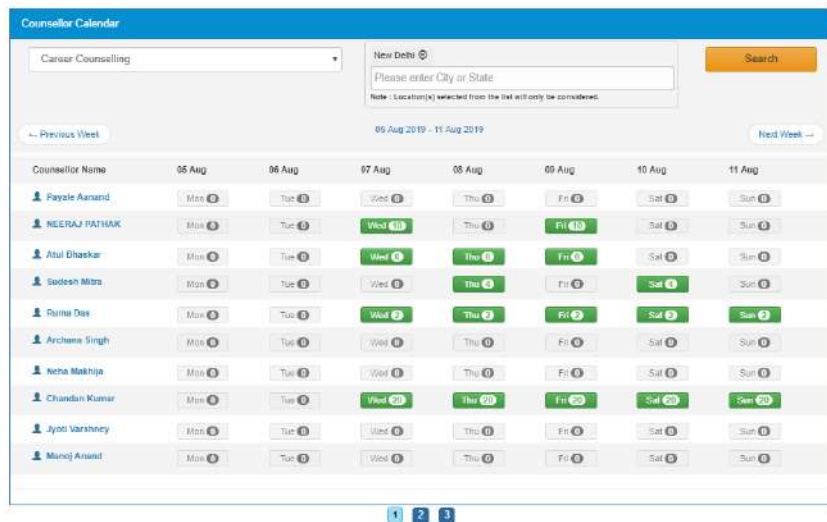 Counsellor Calendar
Career Counselling
New Delhi
Please enter City or State
Search
Note : Location(s) selected from the list will only be considered.
← Previous Week
05 Aug 2019 - 11 Aug 2019
Next Week →
Counsellor Name 05 Aug 06 Aug 07 Aug 08 Aug 09 Aug 10 Aug 11 Aug
Payale Aanand Mon 0 Tue 0 Wed 0 Thu 0 Fri 0 Sat 0 Sun 0
NEERAJ PATHAK Mon 0 Tue 0 Wed 10 Thu 0 Fri 10 Sat 0 Sun 0
Atul Bhaskar Mon 0 Tue 0 Wed Thu Fri Sat 0 Sun 0
Sudesh Mitra Mon 0 Tue 0 Wed 0 Thu 4 Fri 0 Sat 4 Sun 0
Ruma Das Mon 0 Tue 0 Wed 2 Thu 2 Fri 2 Sat 2 Sun 2
Archana Singh Mon 0 Tue 0 Wed 0 Thu 0 Fri 0 Sat 0 Sun 0
Neha Makhija Mon 0 Tue 0 Wed 0 Thu 0 Fri 0 Sat 0 Sun 0
Chandan Kumar Mon 0 Tue 0 Wed 20 Thu 20 Fri 20 Sat 20 Sun 20
Jyoti Varshney Mon 0 Tue 0 Wed 0 Thu 0 Fri 0 Sat 0 Sun 0
Manoj Anand Mon 0 Tue 0 Wed 0 Thu 0 Fri 0 Sat 0 Sun 0
1 2 3